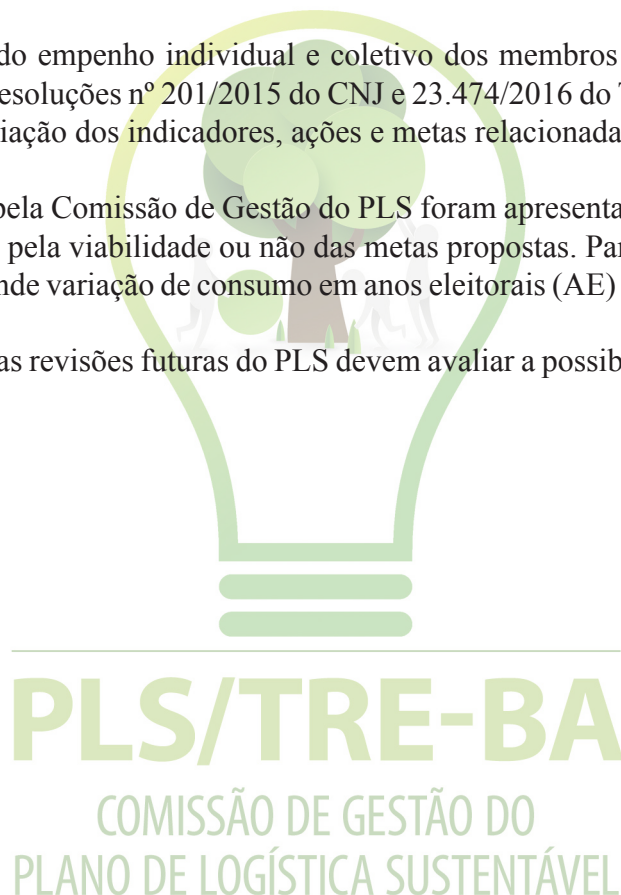 do empenho individual e coletivo dos membros
esoluções nº 201/2015 do CNJ e 23.474/2016 do
iação dos indicadores, ações e metas relacionada
pela Comissão de Gestão do PLS foram apresenta
pela viabilidade ou não das metas propostas. Par
nde variação de consumo em anos eleitorais (AE)
as revisões futuras do PLS devem avaliar a possib
PLS/TRE-BA
COMISSÃO DE GESTÃO DO
PLANO DE LOGÍSTICA SUSTENTÁVEL